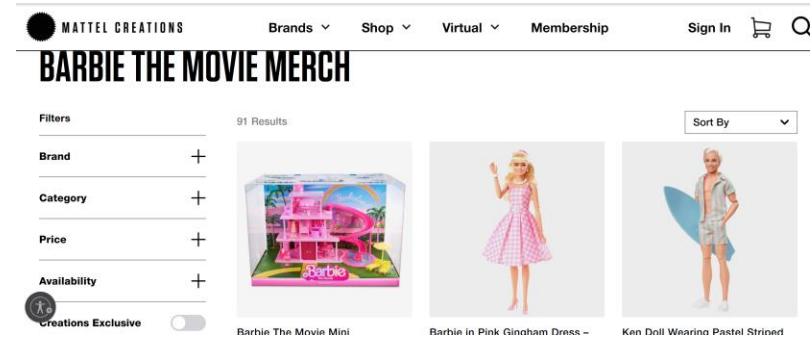 MATTEL CREATIONS
Brands Shop Virtual Membership Sign In
BARBIE THE MOVIE MERCH
Filters
91 Results
Sort By
Brand
Category
Price
Availability
Creations Exclusive
Barbie
Barbie The Movie Mini
Barbie in Pink Gingham Dress –
Ken Doll Wearing Pastel Striped